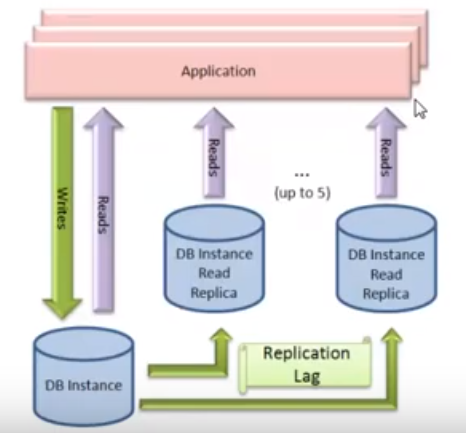 Application
Writes
Reads
Reads
...
(up to 5)
Reads
DB Instance
Read
Replica
DB Instance
Read
Replica
Replication
Lag
DB Instance